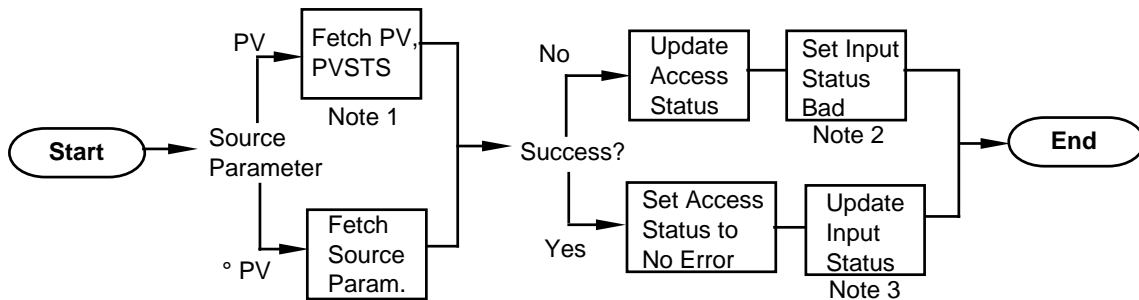 Start
Source
Parameter
PV
Fetch PV,
PVSTS
Note 1
° PV
Fetch
Source
Param.
Success?
No
Update
Access
Status
Set Input
Status
Bad
Note 2
Yes
Set Access
Status to
No Error
Update
Input
Status
Note 3
End